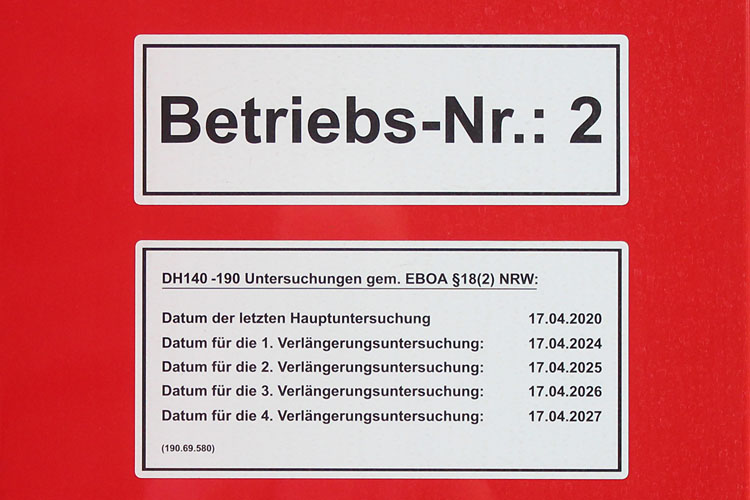 Betriebs-Nr.: 2
DH140 -190 Untersuchungen gem. EBOA §18(2) NRW:
Datum der letzten Hauptuntersuchung 17.04.2020
Datum für die 1. Verlängerungsuntersuchung: 17.04.2024
Datum für die 2. Verlängerungsuntersuchung: 17.04.2025
Datum für die 3. Verlängerungsuntersuchung: 17.04.2026
Datum für die 4. Verlängerungsuntersuchung: 17.04.2027
(190.69.580)